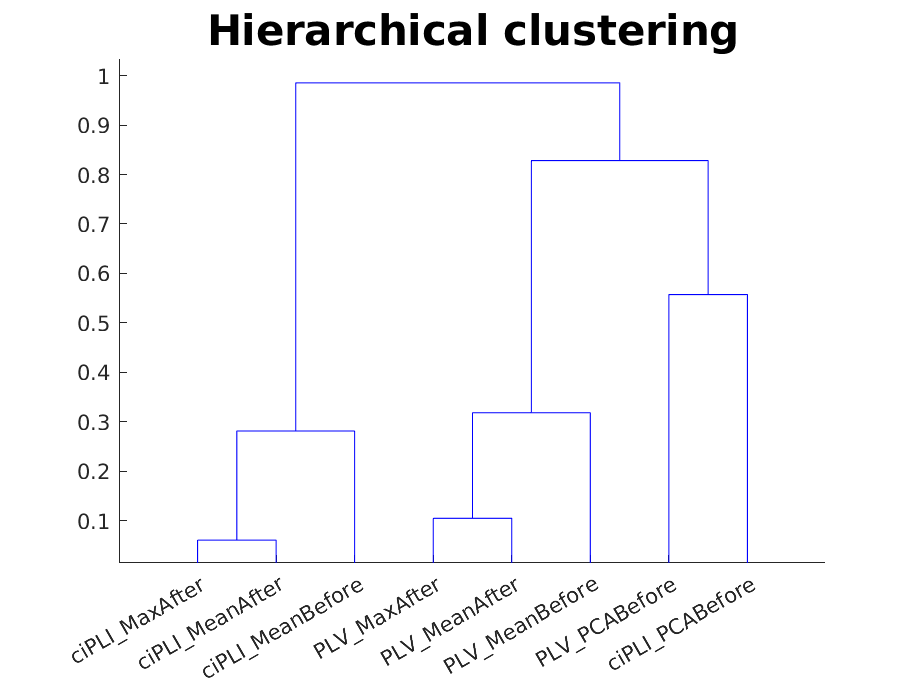 Hierarchical clustering
1
0.9
0.8
0.7
0.6
0.5
0.4
0.3
0.2
0.1
ciPLI_MaxAfter
ciPLI_MeanAfter
ciPLI_MeanBefore
PLV_MaxAfter
PLV_MeanAfter
PLV_MeanBefore
PLV_PCABefore
ciPLI_PCABefore